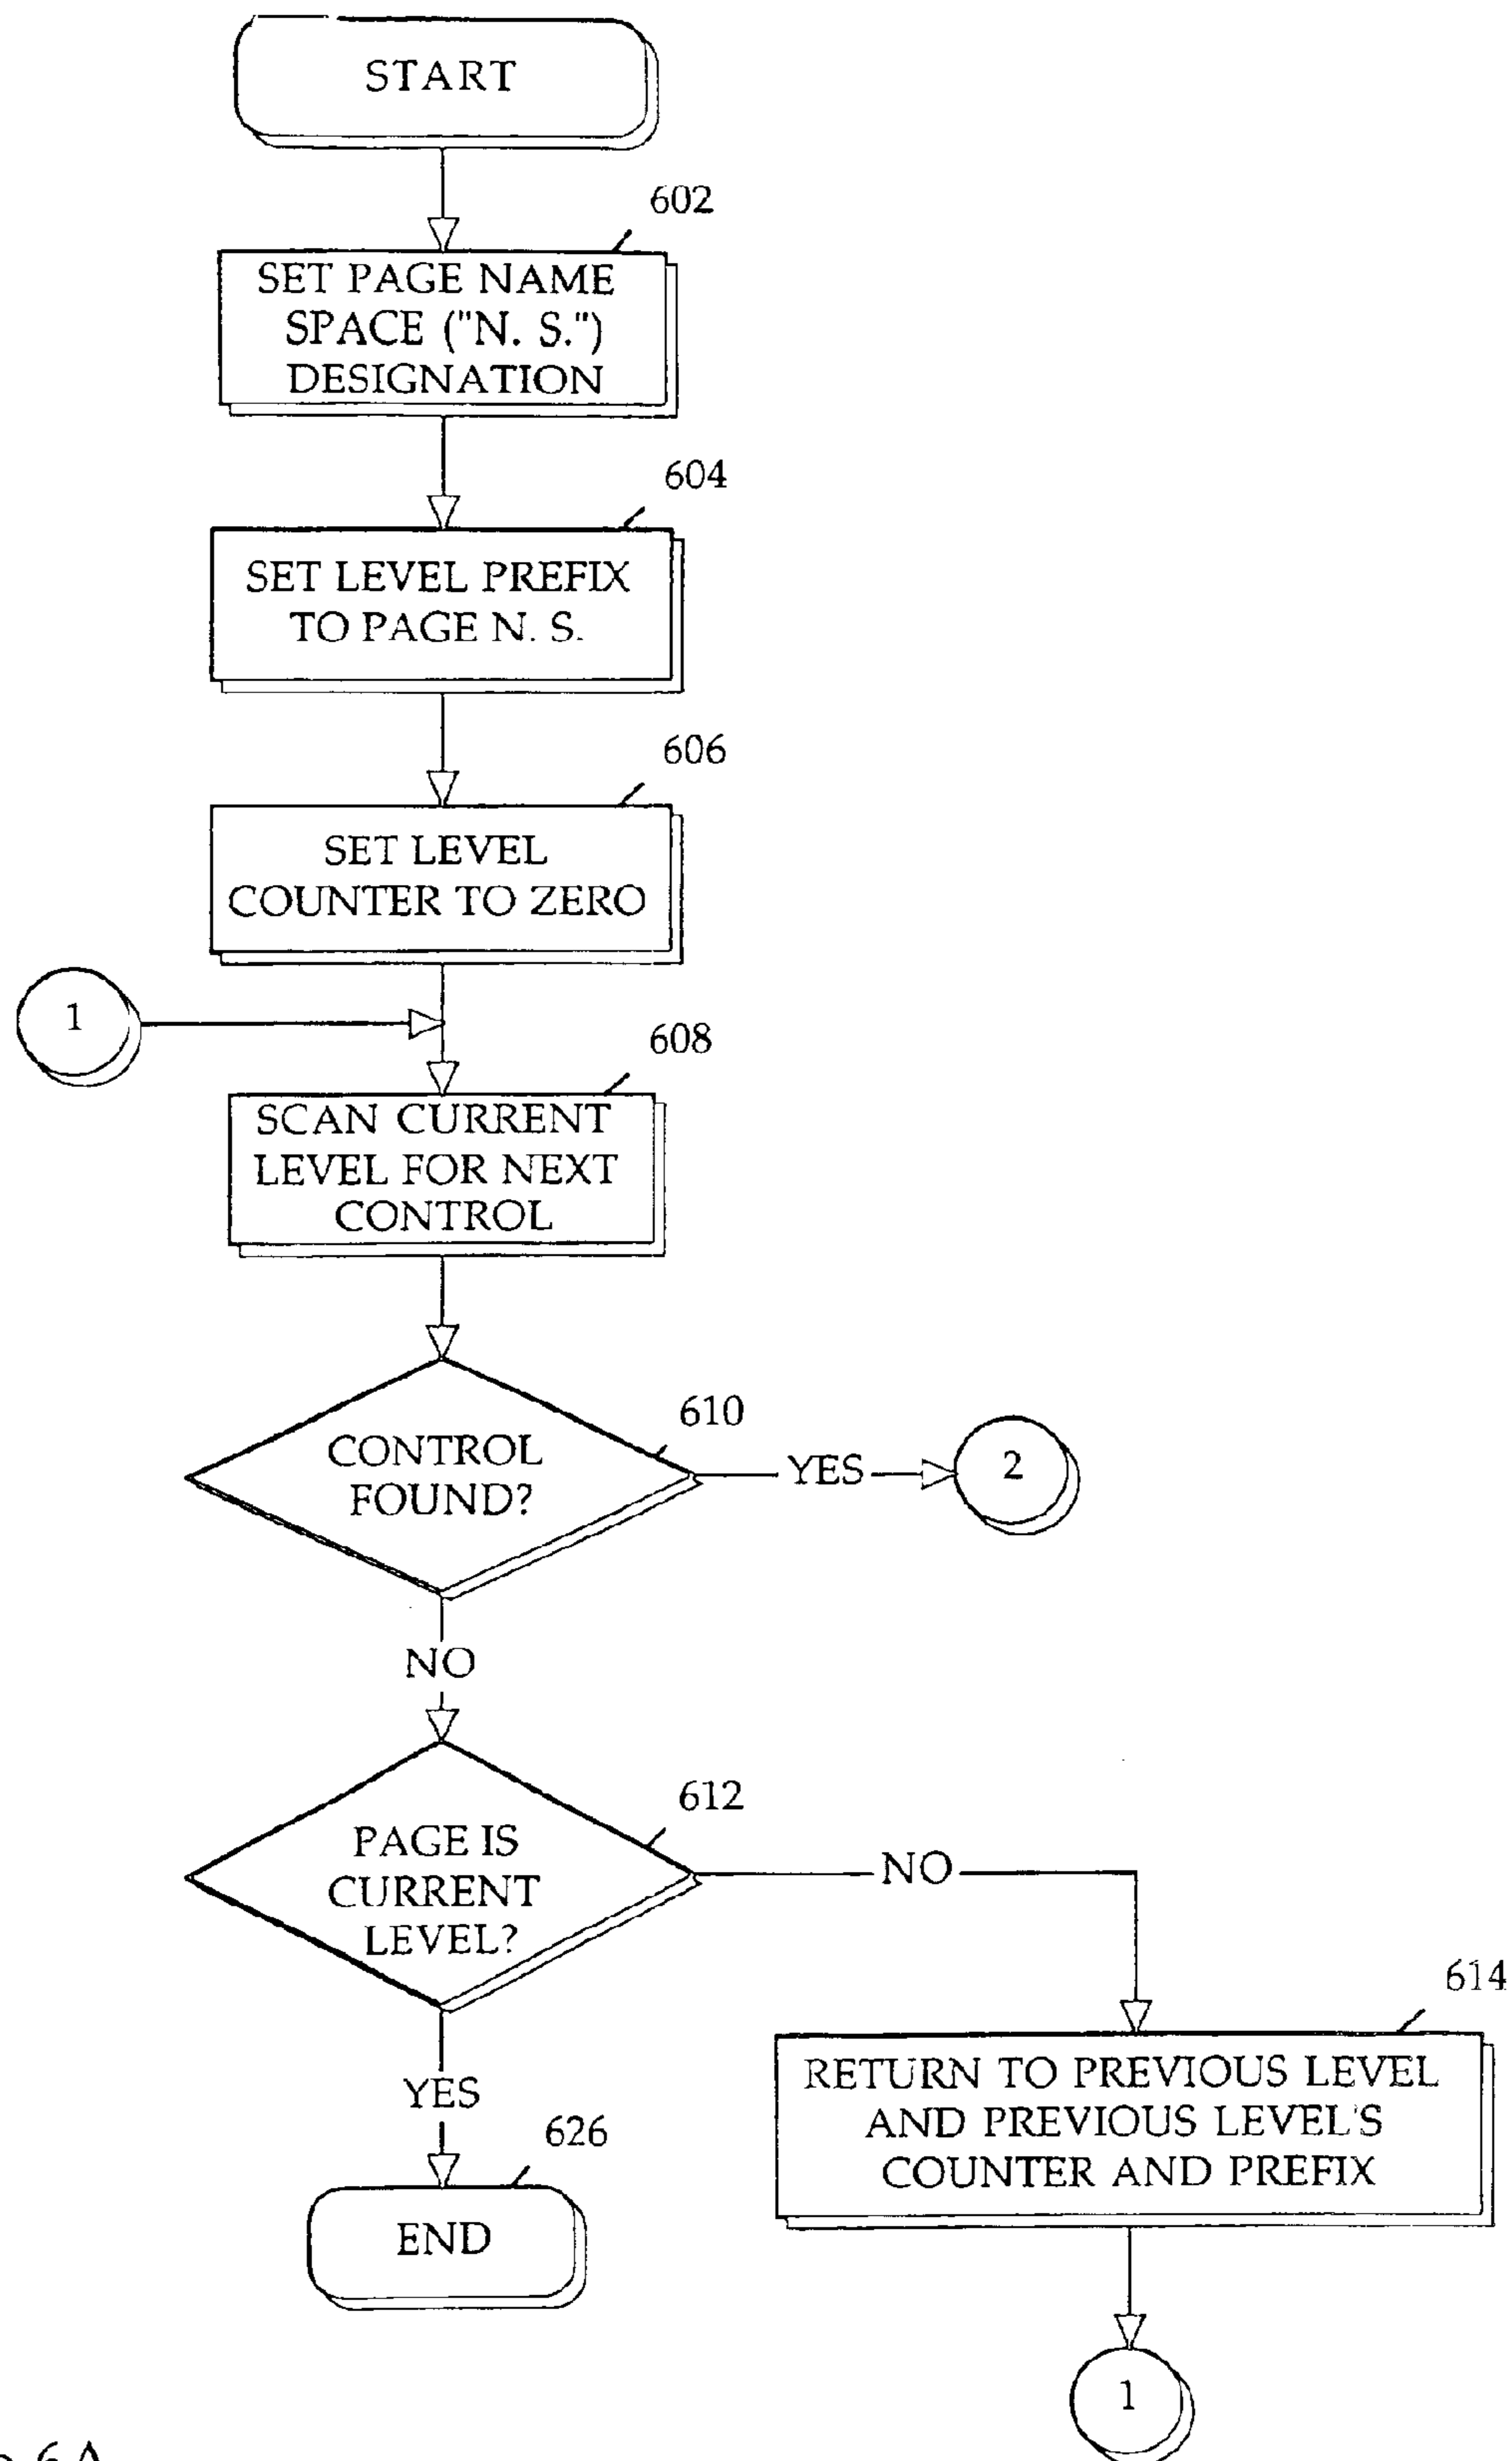 START
602
SET PAGE NAME
SPACE ("N. S.")
DESIGNATION
604
SET LEVEL PREFIX
TO PAGE N. S.
606
SET LEVEL
COUNTER TO ZERO
1
608
SCAN CURRENT
LEVEL FOR NEXT
CONTROL
610
CONTROL
FOUND?
YES
2
NO
612
PAGE IS
CURRENT
LEVEL?
NO
614
RETURN TO PREVIOUS LEVEL
AND PREVIOUS LEVEL'S
COUNTER AND PREFIX
YES
626
END
1
6A